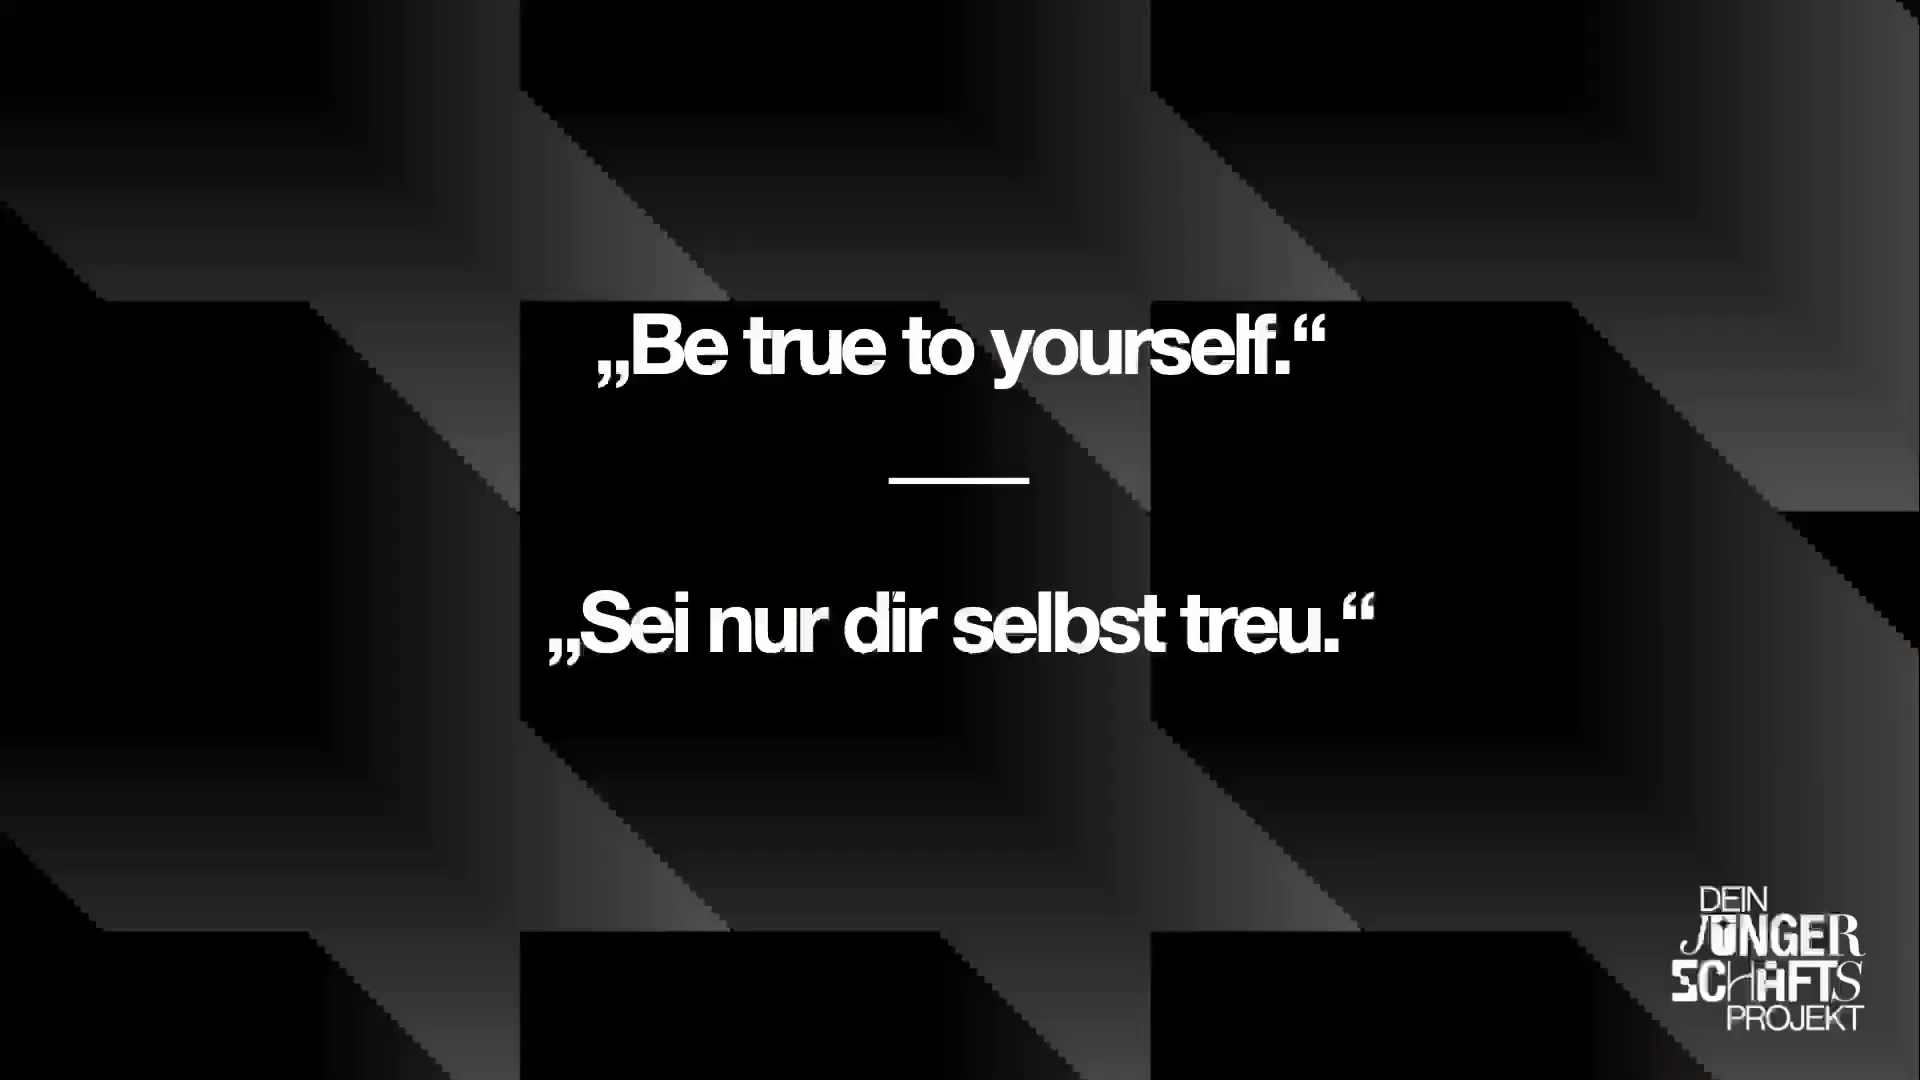 „Be true to yourself.“
„Sei nur dir selbst treu.“
DEIN
JÜNGER
SCHAFTS
PROJEKT